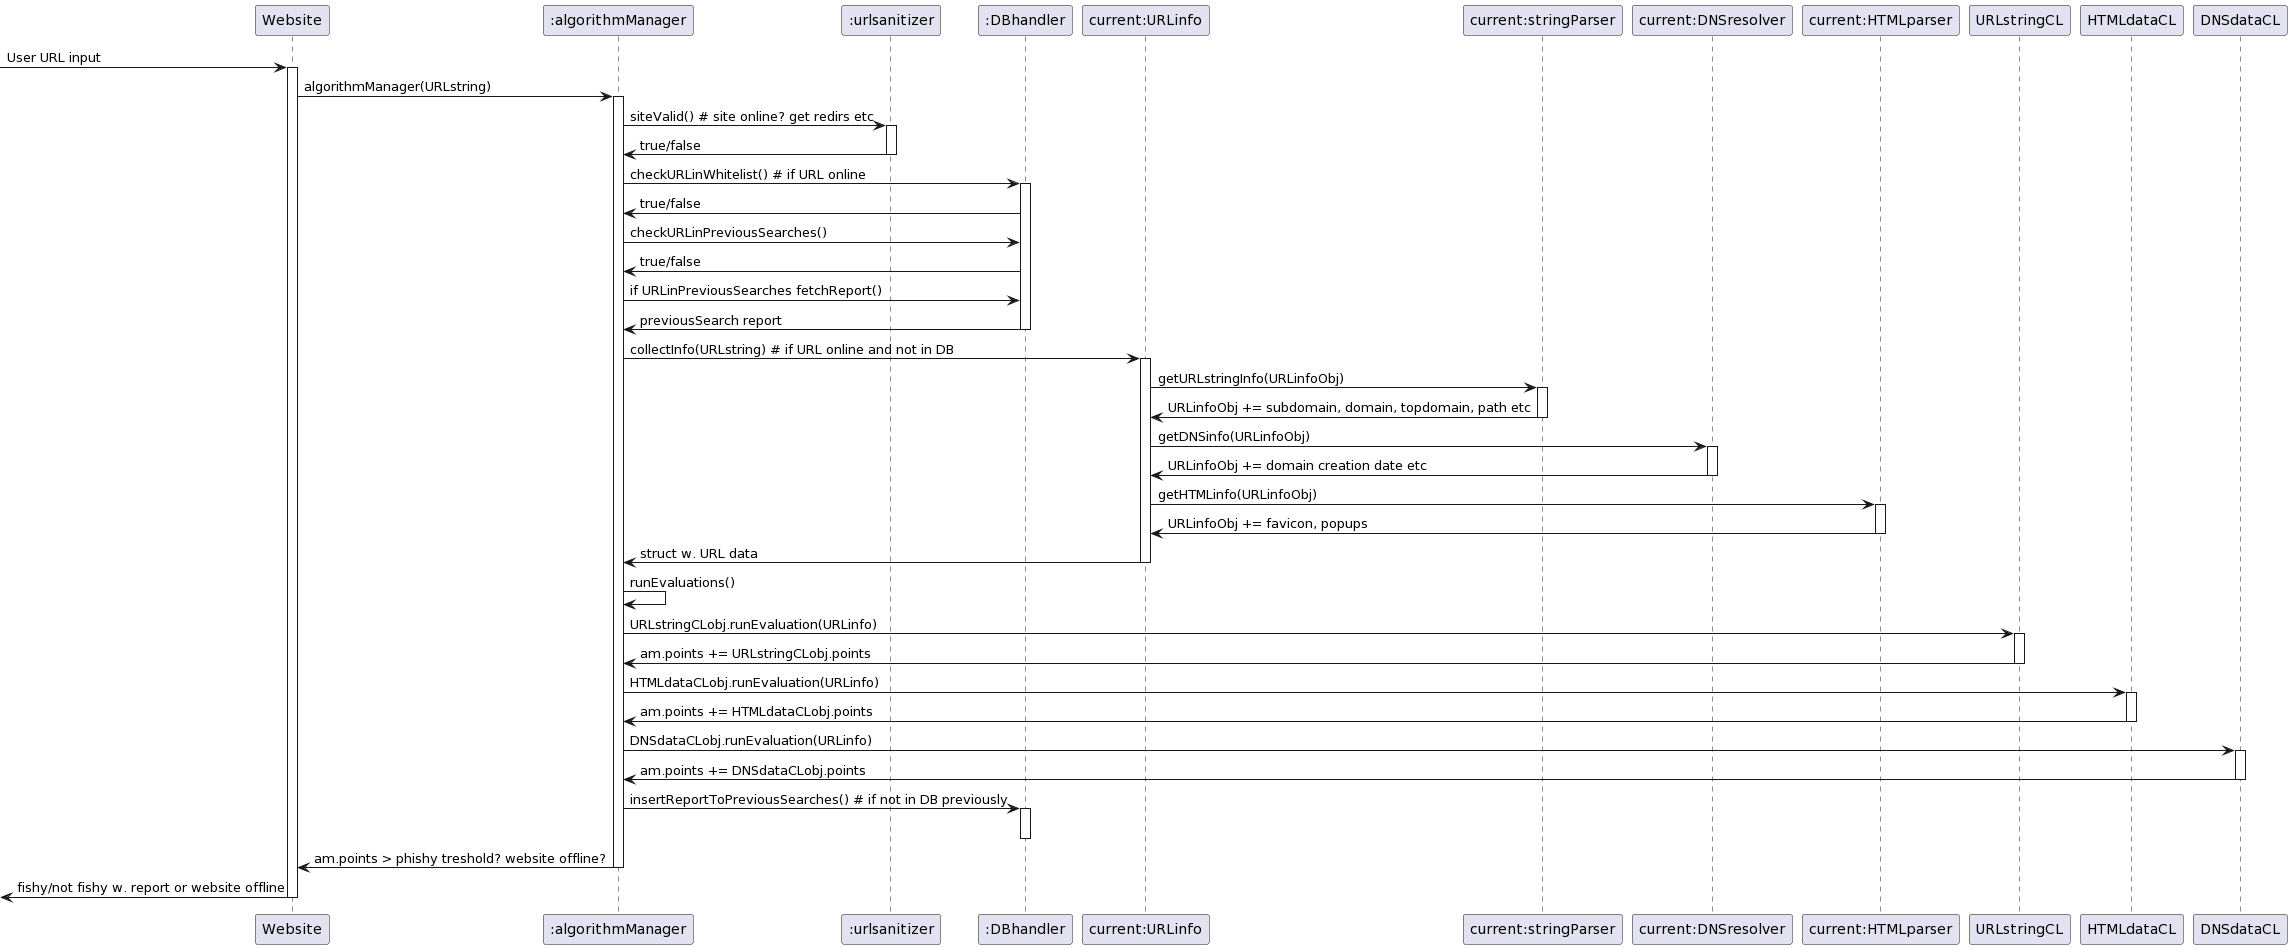 Website
:algorithmManager
:urlsanitizer
:DBhandler
current:URLinfo
current:stringParser
current:DNSresolver
current:HTMLparser
URLstringCL
HTMLdataCL
DNSdataCL
User URL input
algorithmManager(URLstring)
siteValid() # site online? get redirs etc
true/false
checkURLinWhitelist() # if URL online
true/false
checkURLinPreviousSearches()
true/false
if URLinPreviousSearches fetchReport()
previousSearch report
collectInfo(URLstring) # if URL online and not in DB
getURLstringInfo(URLinfoObj)
URLinfoObj += subdomain, domain, topdomain, path etc
getDNSinfo(URLinfoObj)
URLinfoObj += domain creation date etc
getHTMLinfo(URLinfoObj)
URLinfoObj += favicon, popups
struct w. URL data
runEvaluations()
URLstringCLobj.runEvaluation(URLinfo)
am.points += URLstringCLobj.points
HTMLdataCLobj.runEvaluation(URLinfo)
am.points += HTMLdataCLobj.points
DNSdataCLobj.runEvaluation(URLinfo)
am.points += DNSdataCLobj.points
insertReportToPreviousSearches() # if not in DB previously
am.points > phishy treshold? website offline?
fishy/not fishy w. report or website offline
Website
:algorithmManager
:urlsanitizer
:DBhandler
current:URLinfo
current:stringParser
current:DNSresolver
current:HTMLparser
URLstringCL
HTMLdataCL
DNSdataCL